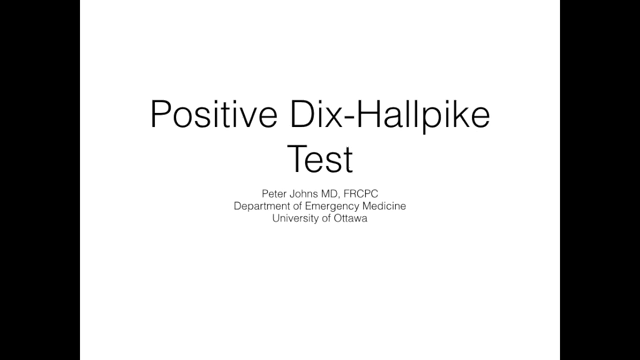 Positive Dix-Hallpike
Test
Peter Johns MD, FRCPC
Department of Emergency Medicine
University of Ottawa